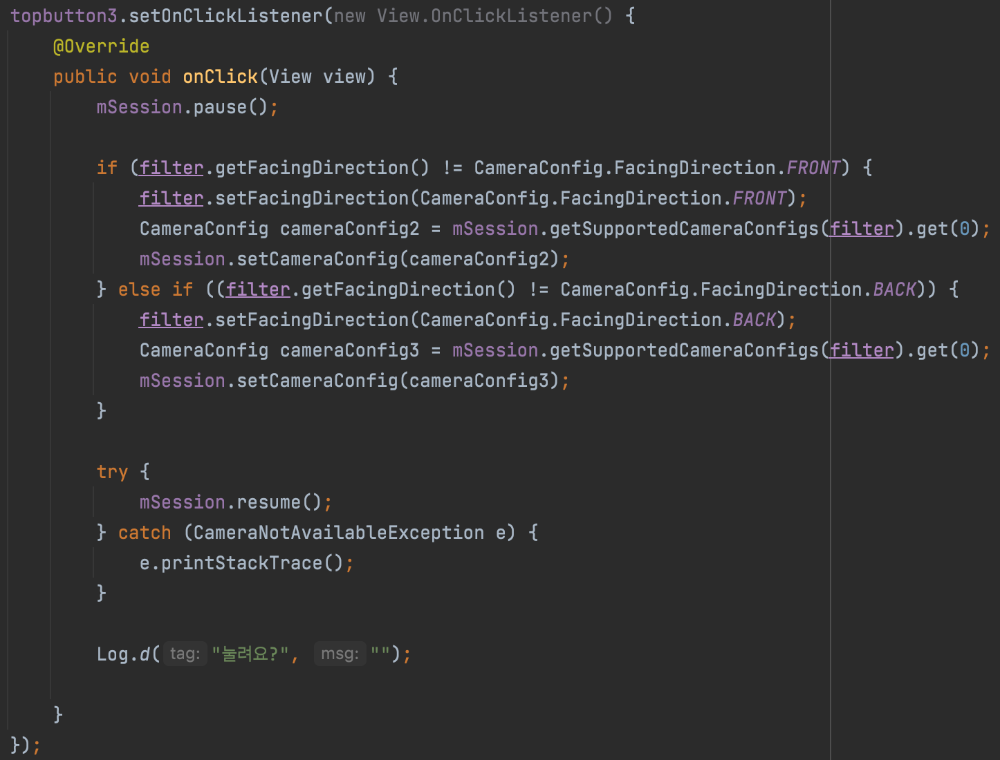 topbutton3.setOnClickListener(new View.OnClickListener() {
@Override
public void onClick(View view) {
mSession.pause();
if (filter.getFacingDirection() != CameraConfig.FacingDirection.FRONT) {
filter.setFacingDirection(CameraConfig.FacingDirection.FRONT);
CameraConfig cameraConfig2 = mSession.getSupportedCameraConfigs(filter).get(0);
mSession.setCameraConfig(cameraConfig2);
} else if ((filter.getFacingDirection() != CameraConfig.FacingDirection.BACK)) {
filter.setFacingDirection(CameraConfig.FacingDirection.BACK);
CameraConfig cameraConfig3 = mSession.getSupportedCameraConfigs(filter).get(0);
mSession.setCameraConfig(cameraConfig3);
}
try {
mSession.resume();
} catch (CameraNotAvailableException e) {
e.printStackTrace();
}
Log.d( tag: "눌려요?", msg: "");
}
});